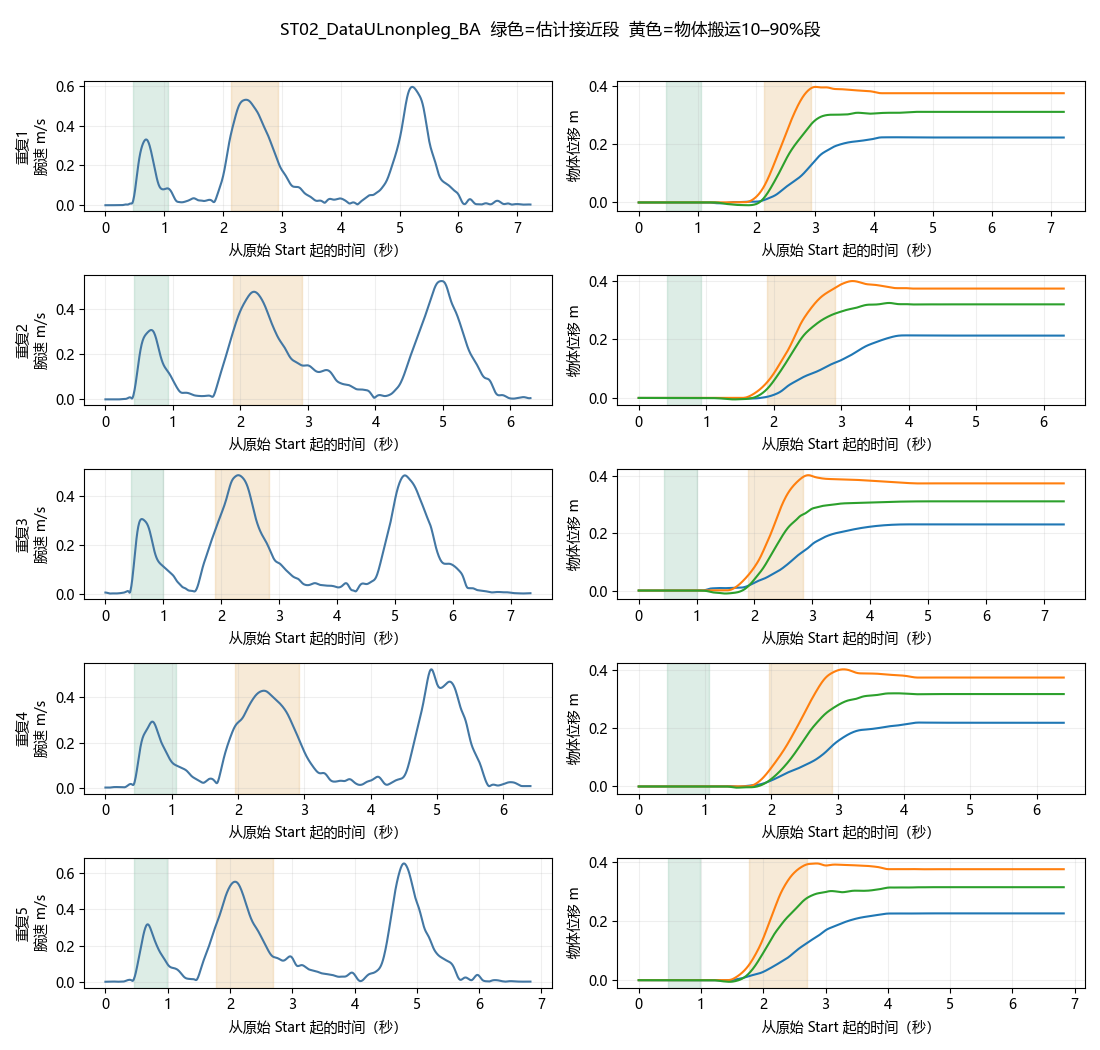 ST02_DataULnonpleg_BA 绿色=估计接近段 黄色=物体搬运10–90%段
重复1
腕速 m/s
0.6
0.4
0.2
0.0
0 1 2 3 4 5 6 7
从原始 Start 起的时间（秒）
物体位移 m
0.4
0.2
0.0
0 1 2 3 4 5 6 7
从原始 Start 起的时间（秒）
重复2
腕速 m/s
0.4
0.2
0.0
0 1 2 3 4 5 6
从原始 Start 起的时间（秒）
物体位移 m
0.4
0.2
0.0
0 1 2 3 4 5 6
从原始 Start 起的时间（秒）
重复3
腕速 m/s
0.4
0.2
0.0
0 1 2 3 4 5 6 7
从原始 Start 起的时间（秒）
物体位移 m
0.4
0.2
0.0
0 1 2 3 4 5 6 7
从原始 Start 起的时间（秒）
重复4
腕速 m/s
0.4
0.2
0.0
0 1 2 3 4 5 6
从原始 Start 起的时间（秒）
物体位移 m
0.4
0.2
0.0
0 1 2 3 4 5 6
从原始 Start 起的时间（秒）
重复5
腕速 m/s
0.6
0.4
0.2
0.0
0 1 2 3 4 5 6 7
从原始 Start 起的时间（秒）
物体位移 m
0.4
0.2
0.0
0 1 2 3 4 5 6 7
从原始 Start 起的时间（秒）